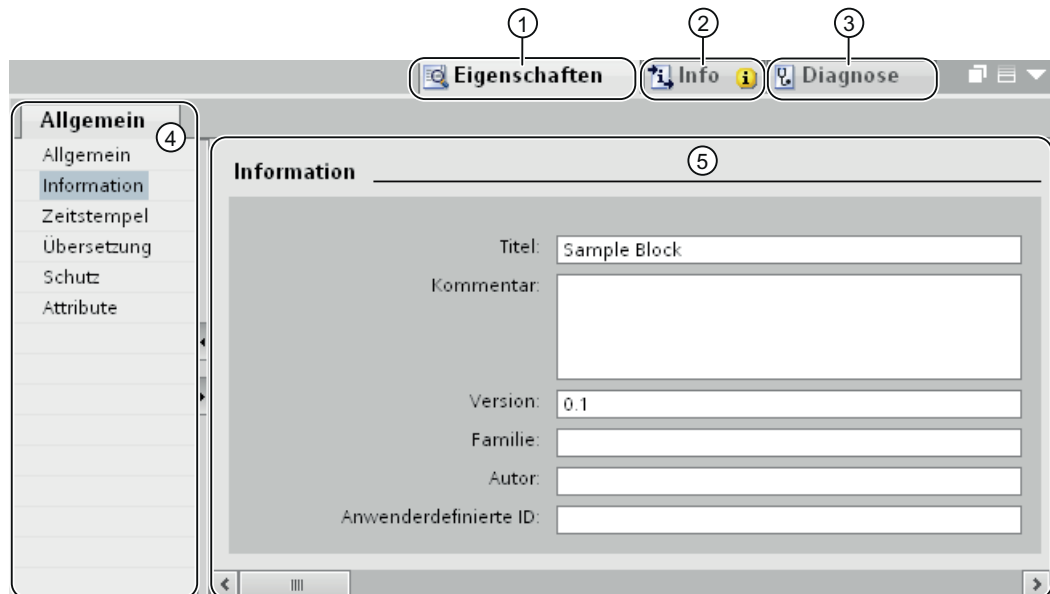 1
2
3
Eigenschaften
Info
Diagnose
Allgemein
4
Allgemein
Information
Zeitstempel
Übersetzung
Schutz
Attribute
5
Information
Titel: Sample Block
Kommentar:
Version: 0.1
Familie:
Autor:
Anwenderdefinierte ID: